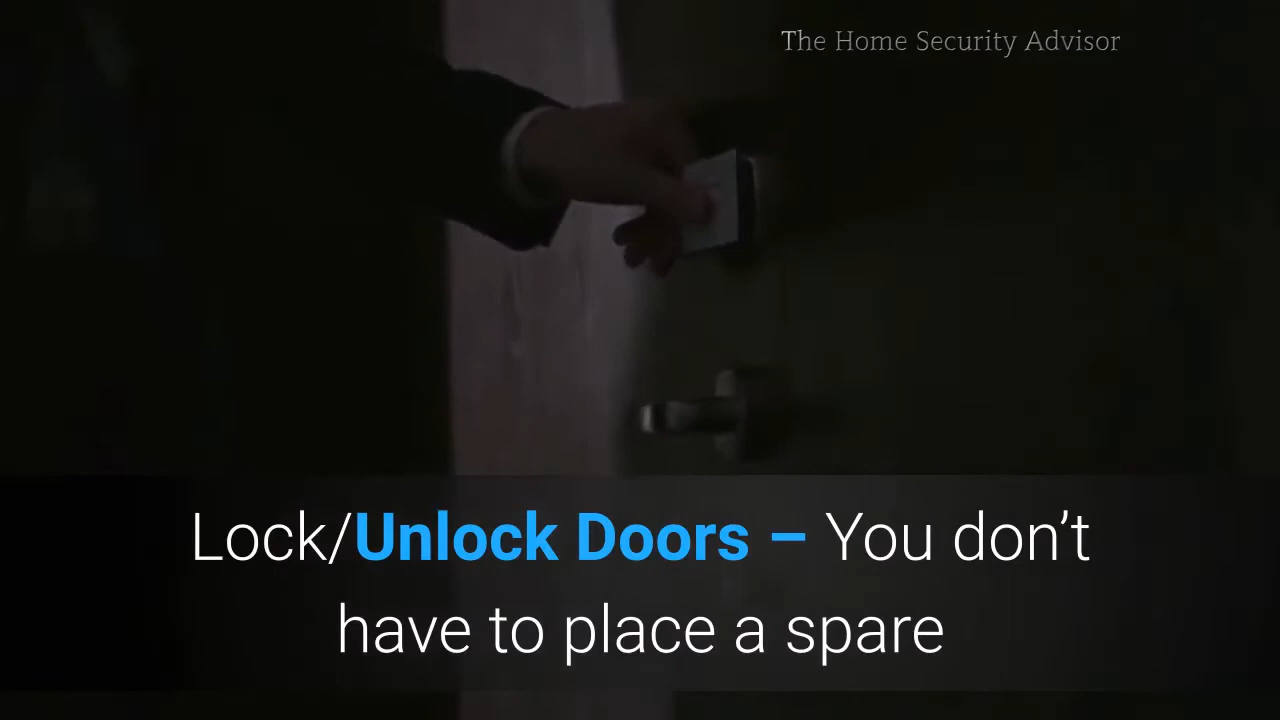 The Home Security Advisor
Lock/Unlock Doors – You don’t
have to place a spare